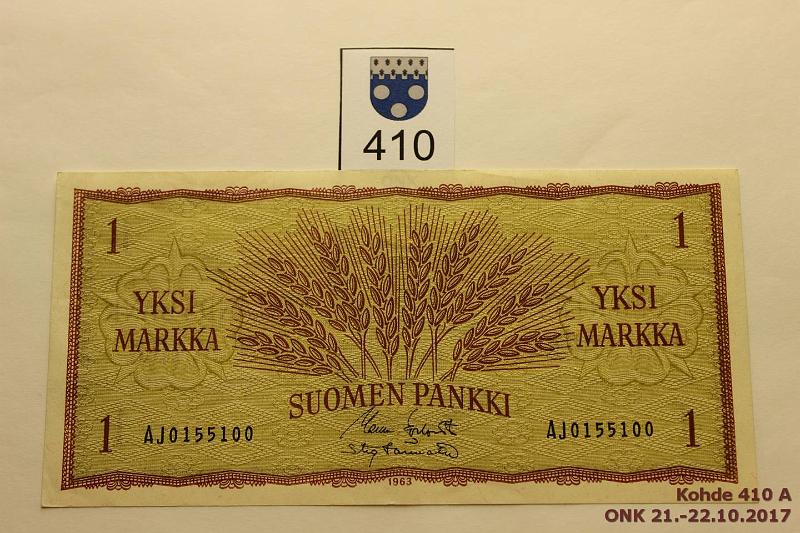 410
1
1
YKSI
MARKKA
YKSI
MARKKA
SUOMEN PANKKI
1
AJ0155100
AJ0155100
1
1963
Kohde 410 A
ONK 21.-22.10.2017